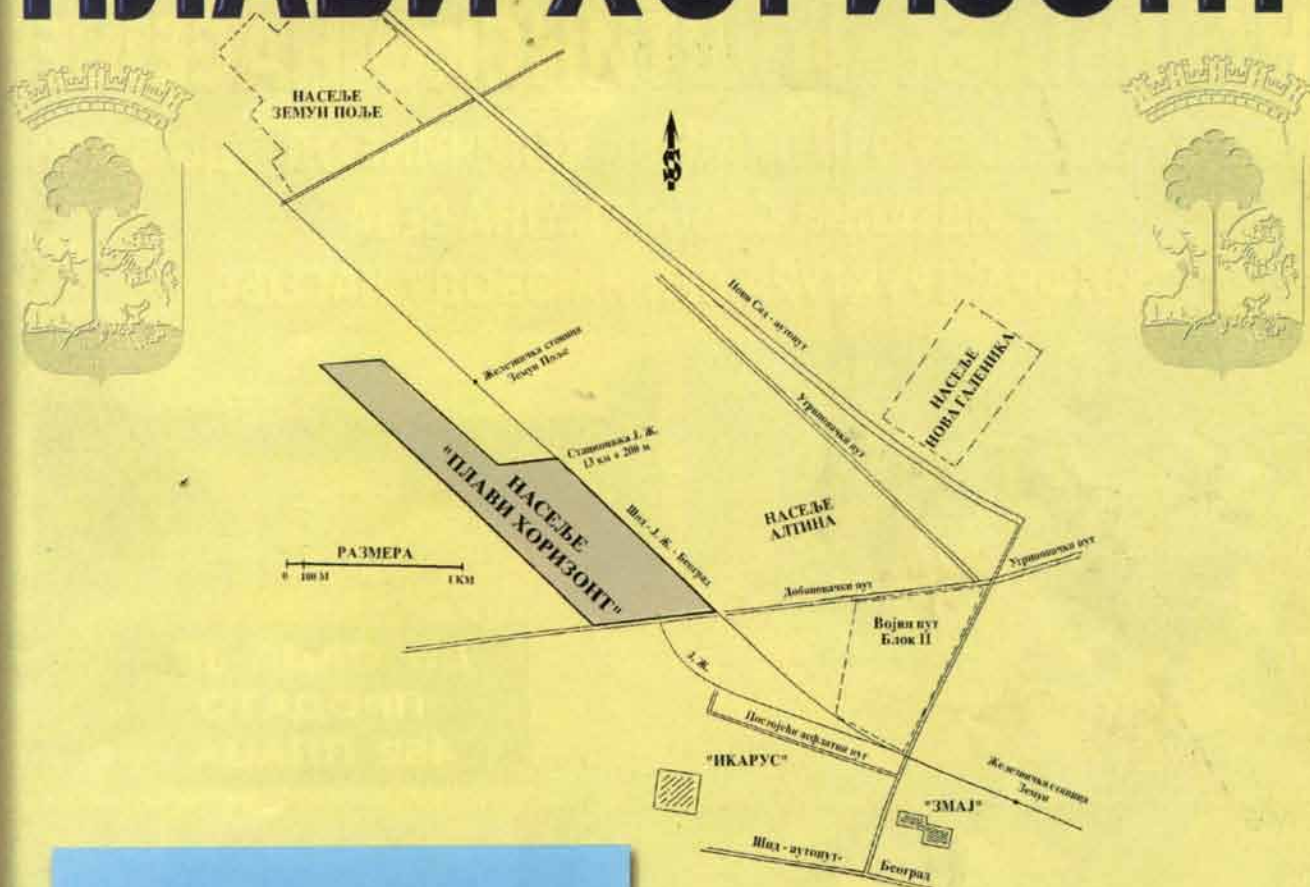 ПЛАВИ ХОРИЗОНТ
НАСЕЉЕ
ЗЕМУН ПОЉЕ
С
Нови Сад - аутопут
НАСЕЉЕ
НОВА ГАЛЕНИКА
Железничка станица
Земун Поље
Угриновачки пут
Стационажа Ј. Ж.
13 км + 200 м
НАСЕЉЕ
"ПЛАВИ ХОРИЗОНТ"
Шид - Ј. Ж. - Београд
НАСЕЉЕ
АЛТИНА
РАЗМЕРА
0 100 М 1 КМ
Угриновачки пут
Добановачки пут
Војни пут
Блок II
Ј. Ж.
Постојећи асфалтни пут
"ИКАРУС"
Железничка станица
Земун
"ЗМАЈ"
Шид - аутопут-
Београд